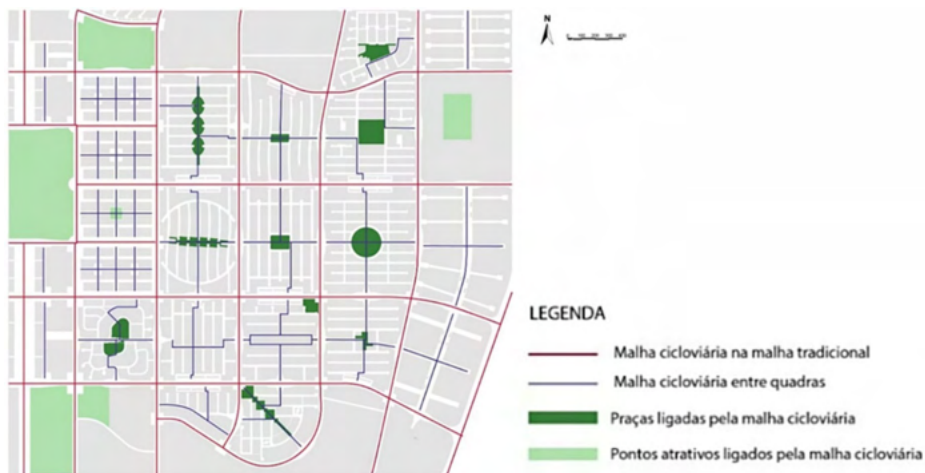 N
LEGENDA
Malha cicloviária na malha tradicional
Malha cicloviária entre quadras
Praças ligadas pela malha cicloviária
Pontos atrativos ligados pela malha cicloviária